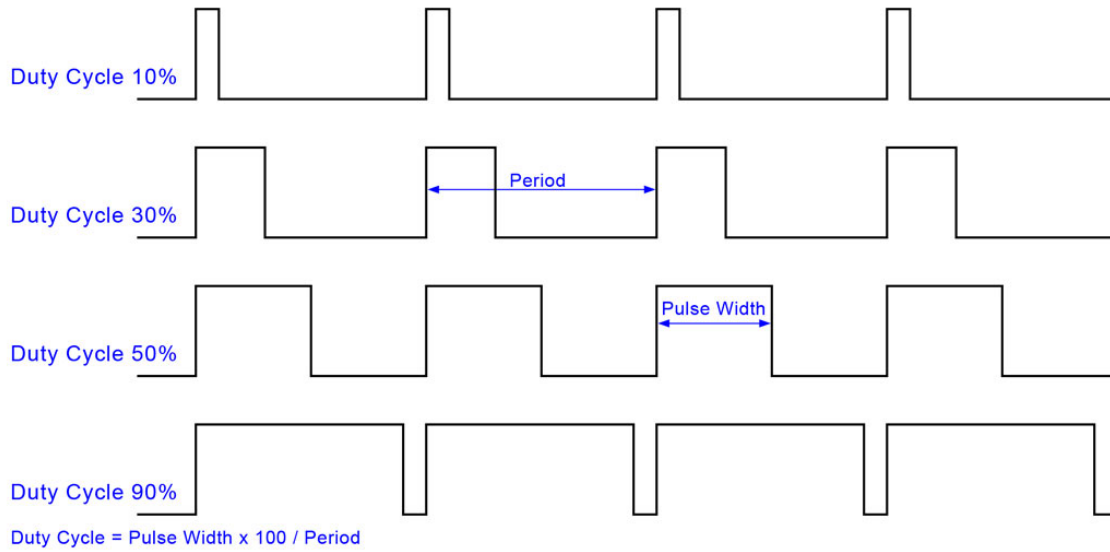 Duty Cycle 10%
Period
Duty Cycle 30%
Pulse Width
Duty Cycle 50%
Duty Cycle 90%
Duty Cycle = Pulse Width x 100 / Period